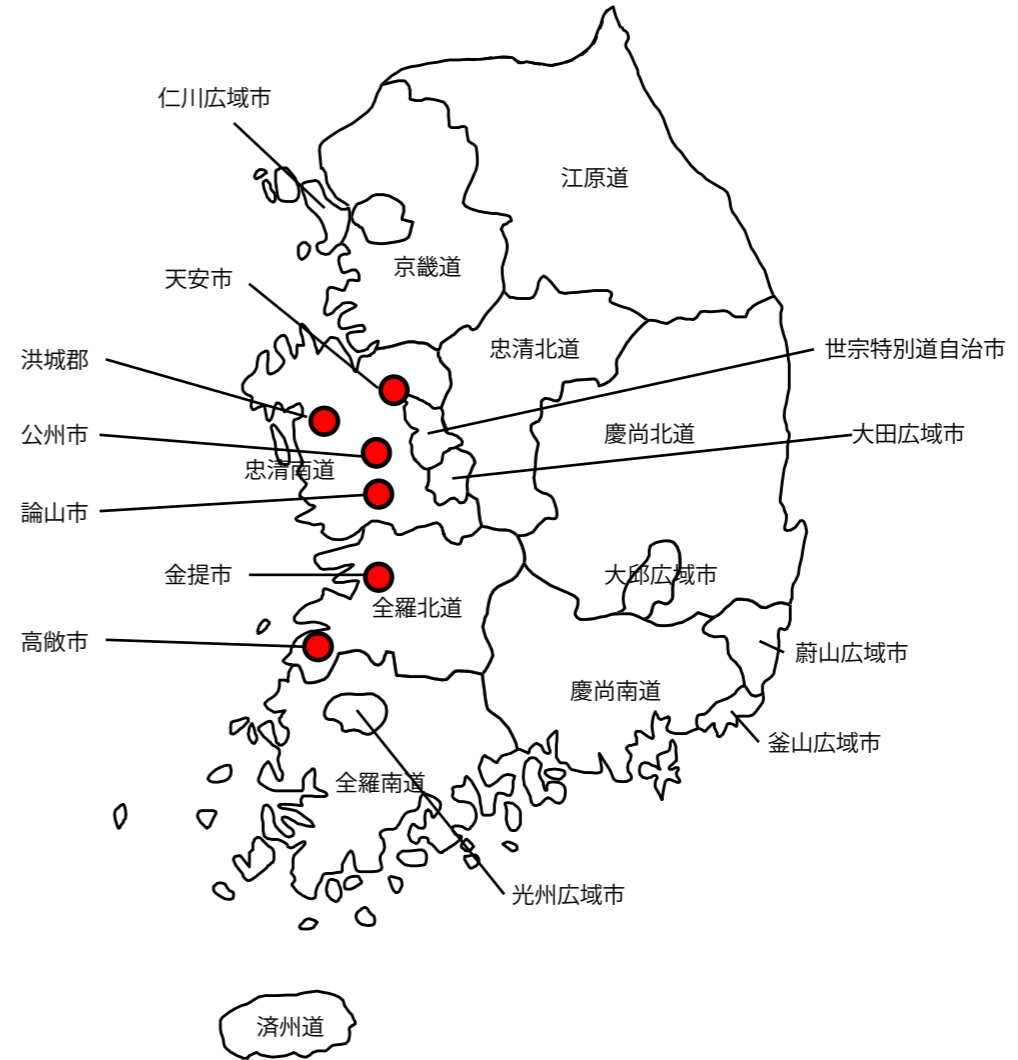 仁川広域市
江原道
京畿道
天安市
忠清北道
世宗特別道自治市
洪城郡
公州市
慶尚北道
大田広域市
忠清南道
論山市
金提市
大邱広域市
全羅北道
高敞市
蔚山広域市
慶尚南道
釜山広域市
全羅南道
光州広域市
済州道